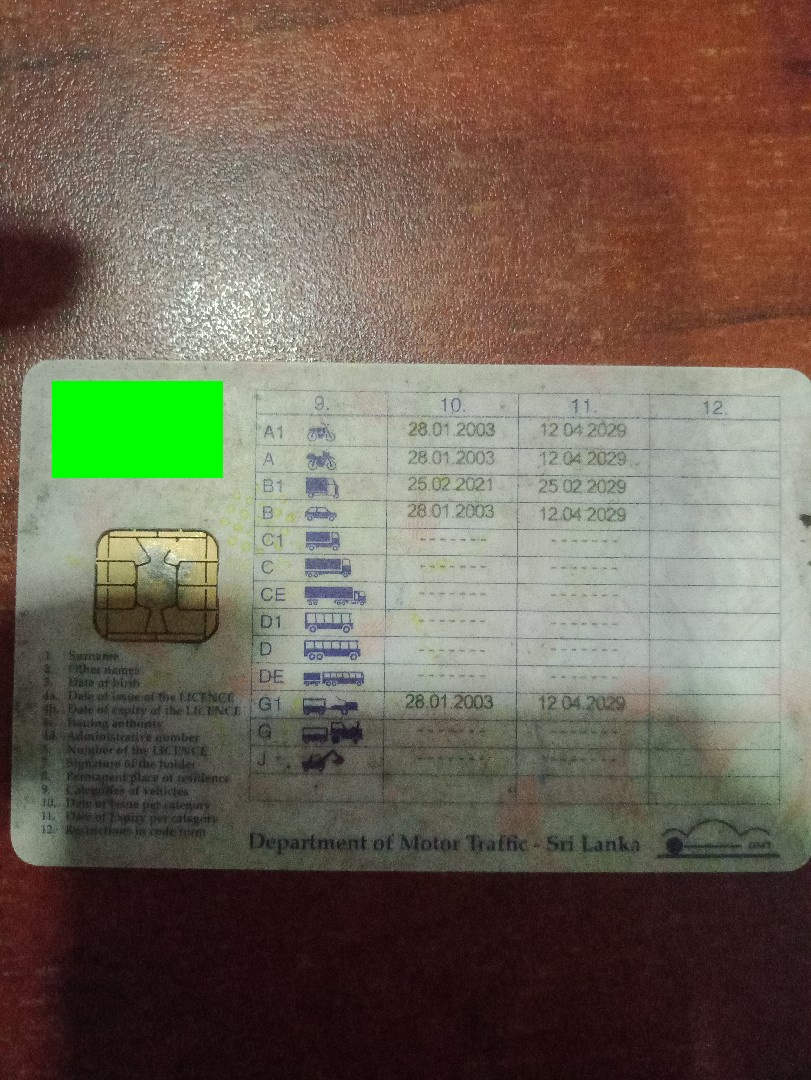 9. 10. 11. 12.
A1 28.01.2003 12.04.2029
A 28.01.2003 12.04.2029
B1 25.02.2021 25.02.2029
B 28.01.2003 12.04.2029
C1 ------- -------
C ------- -------
CE ------- -------
D1 ------- -------
D ------- -------
DE ------- -------
G1 28.01.2003 12.04.2029
G ------- -------
J ------- -------
1. Surname
2. Other names
3. Date of birth
4a. Date of issue of the LICENCE
4b. Date of expiry of the LICENCE
Issuing authority
4d. Administrative number
5. Number of the LICENCE
Signature of the holder
8. Permanent place of residence
9. Categories of vehicles
10. Date of Issue per category
11. Date of Expiry per category
12. Restrictions in code form
Department of Motor Traffic - Sri Lanka
DMT